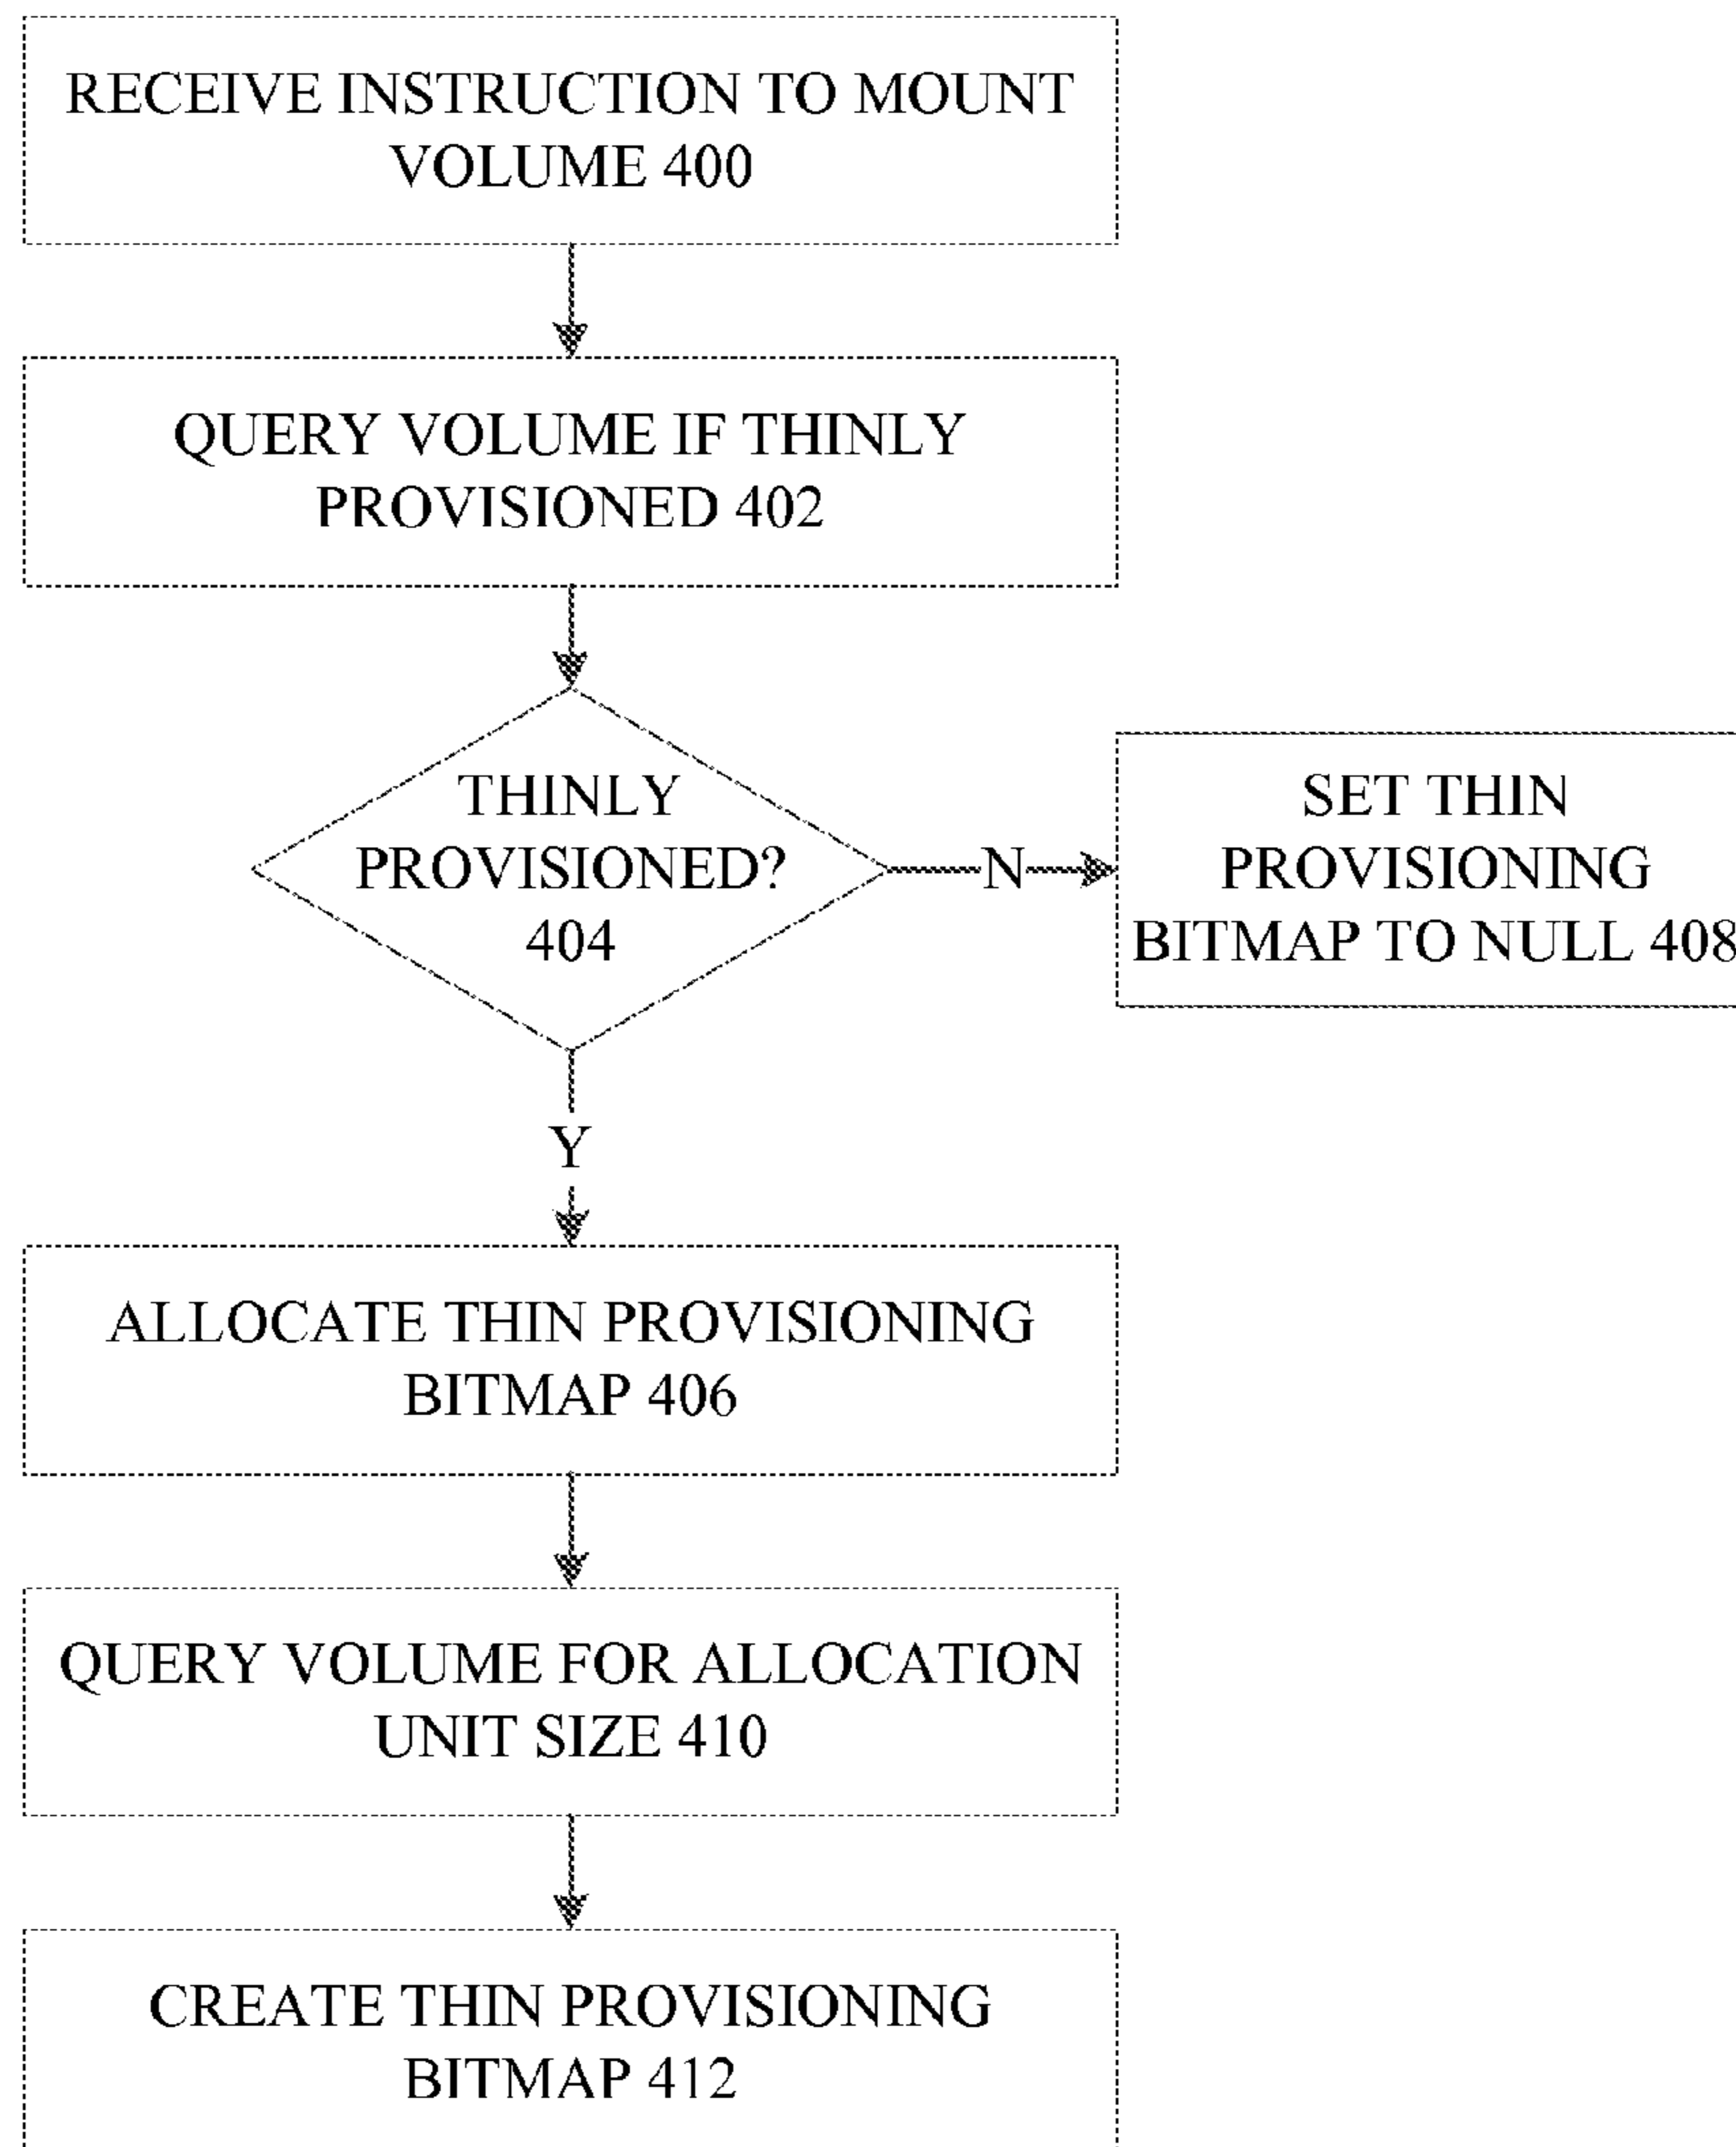 RECEIVE INSTRUCTION TO MOUNT
VOLUME 400
QUERY VOLUME IF THINLY
PROVISIONED 402
THINLY
PROVISIONED?
404
N
SET THIN
PROVISIONING
BITMAP TO NULL 408
Y
ALLOCATE THIN PROVISIONING
BITMAP 406
QUERY VOLUME FOR ALLOCATION
UNIT SIZE 410
CREATE THIN PROVISIONING
BITMAP 412